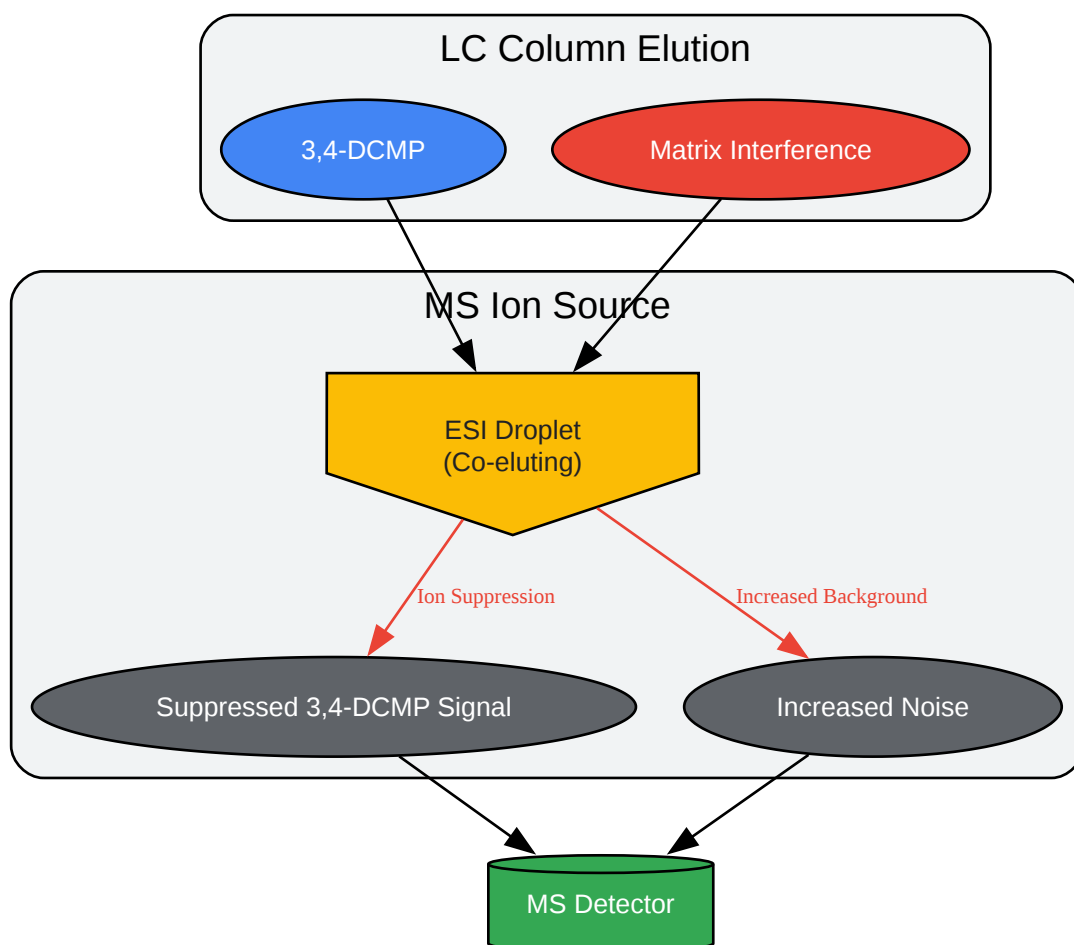 LC Column Elution
3,4-DCMP
Matrix Interference
MS Ion Source
ESI Droplet
(Co-eluting)
Ion Suppression
Increased Background
Suppressed 3,4-DCMP Signal
Increased Noise
MS Detector